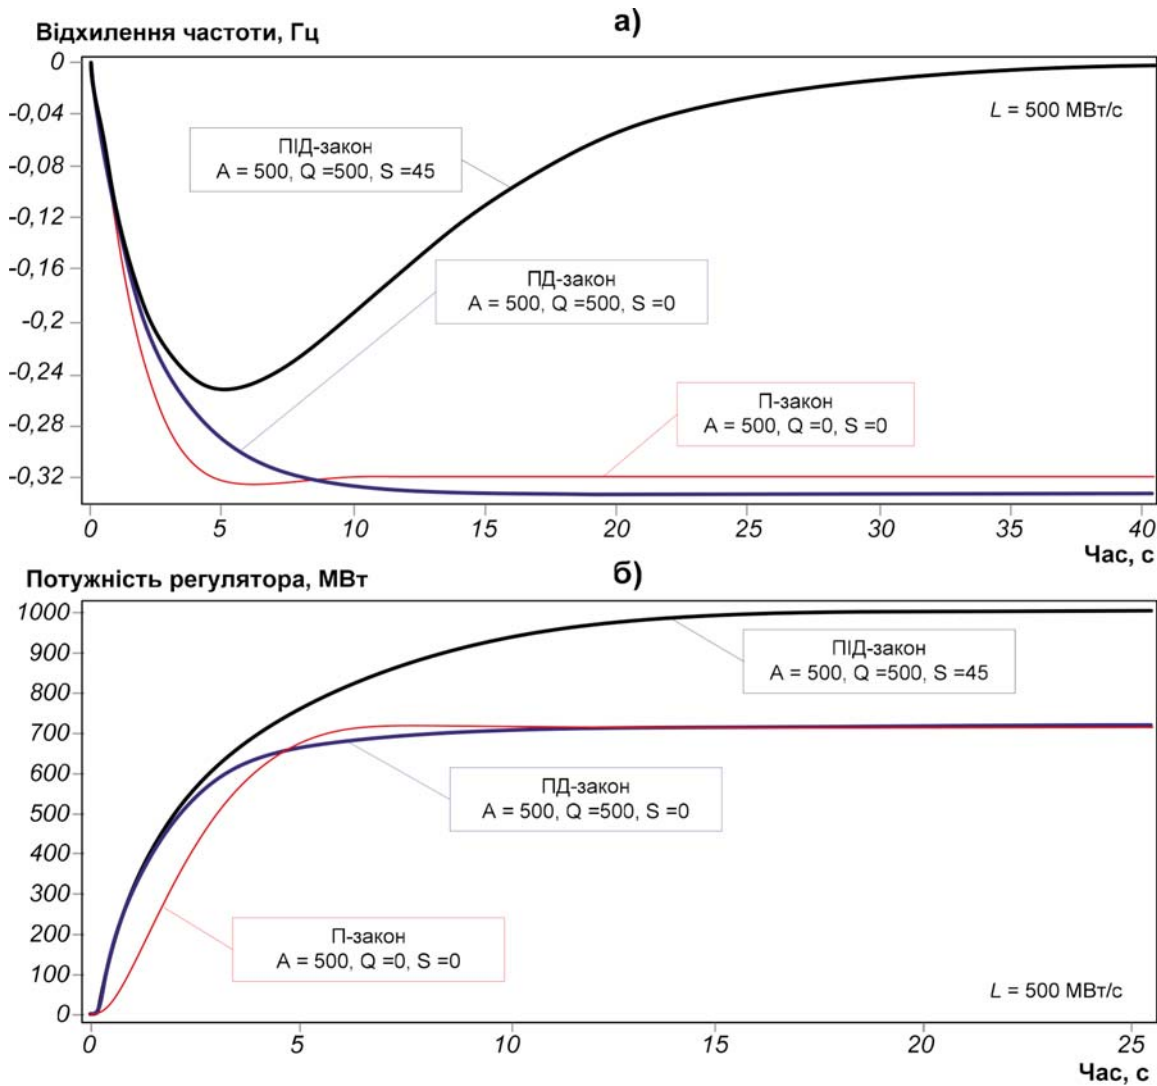 а)
Відхилення частоти, Гц
0
-0,04
-0,08
-0,12
-0,16
-0,2
-0,24
-0,28
-0,32
L = 500 МВт/с
ПІД-закон
A = 500, Q =500, S =45
ПД-закон
A = 500, Q =500, S =0
П-закон
A = 500, Q =0, S =0
0 5 10 15 20 25 30 35 40
Час, с
Потужність регулятора, МВт
б)
1000
900
800
700
600
500
400
300
200
100
0
ПІД-закон
A = 500, Q =500, S =45
ПД-закон
A = 500, Q =500, S =0
П-закон
A = 500, Q =0, S =0
L = 500 МВт/с
0 5 10 15 20 25
Час, с